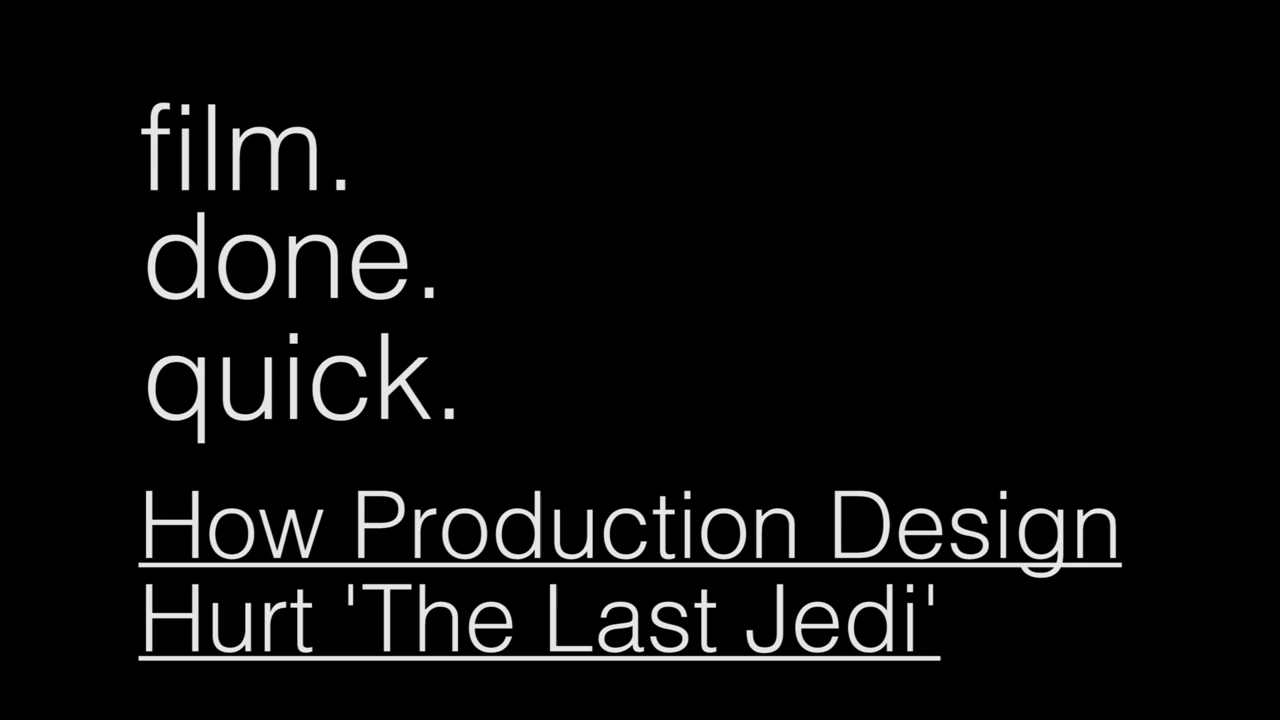 film.
done.
quick.
How Production Design
Hurt 'The Last Jedi'